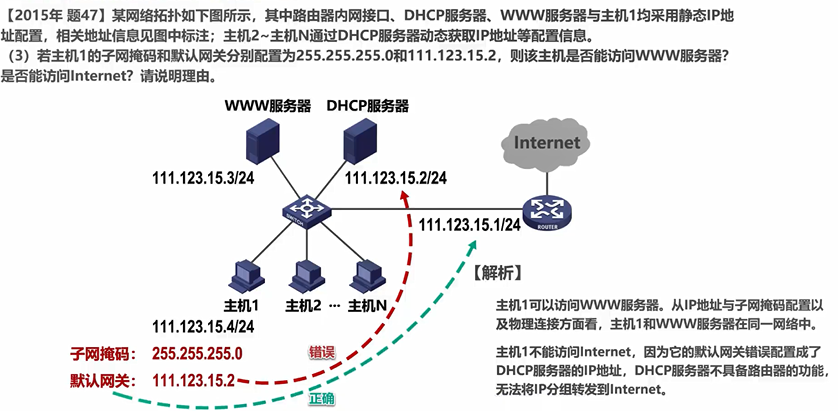 【2015年 题47】某网络拓扑如下图所示，其中路由器内网接口、DHCP服务器、WWW服务器与主机1均采用静态IP地
址配置，相关地址信息见图中标注；主机2~主机N通过DHCP服务器动态获取IP地址等配置信息。
（3）若主机1的子网掩码和默认网关分别配置为255.255.255.0和111.123.15.2，则该主机是否能访问WWW服务器？
是否能访问Internet？请说明理由。
WWW服务器
DHCP服务器
Internet
111.123.15.3/24
111.123.15.2/24
SWITCH
111.123.15.1/24
ROUTER
主机1
主机2
...
主机N
111.123.15.4/24
子网掩码：
255.255.255.0
默认网关：
111.123.15.2
错误
正确
【解析】
主机1可以访问WWW服务器。从IP地址与子网掩码配置以
及物理连接方面看，主机1和WWW服务器在同一网络中。
主机1不能访问Internet，因为它的默认网关错误配置成了
DHCP服务器的IP地址，DHCP服务器不具备路由器的功能，
无法将IP分组转发到Internet。